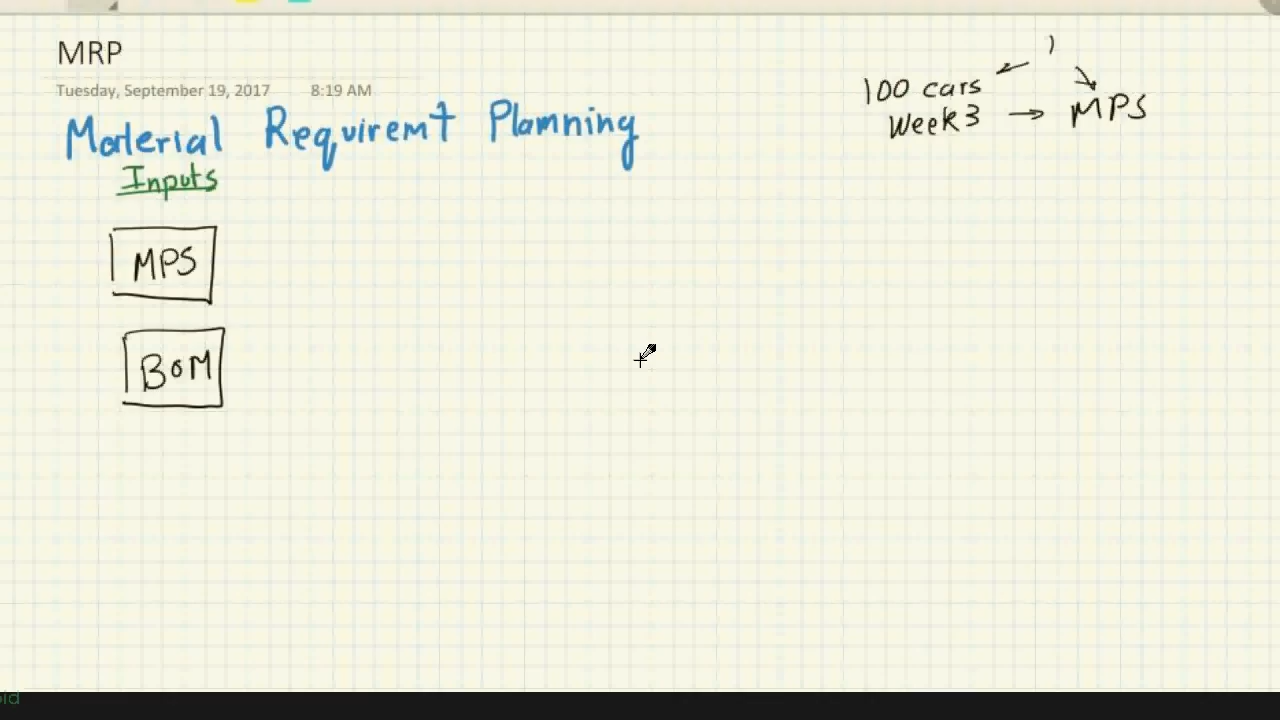 MRP
Tuesday, September 19, 2017 8:19 AM
Material Requiremt Planning
Inputs
MPS
BOM
100 cars
Week 3 → MPS